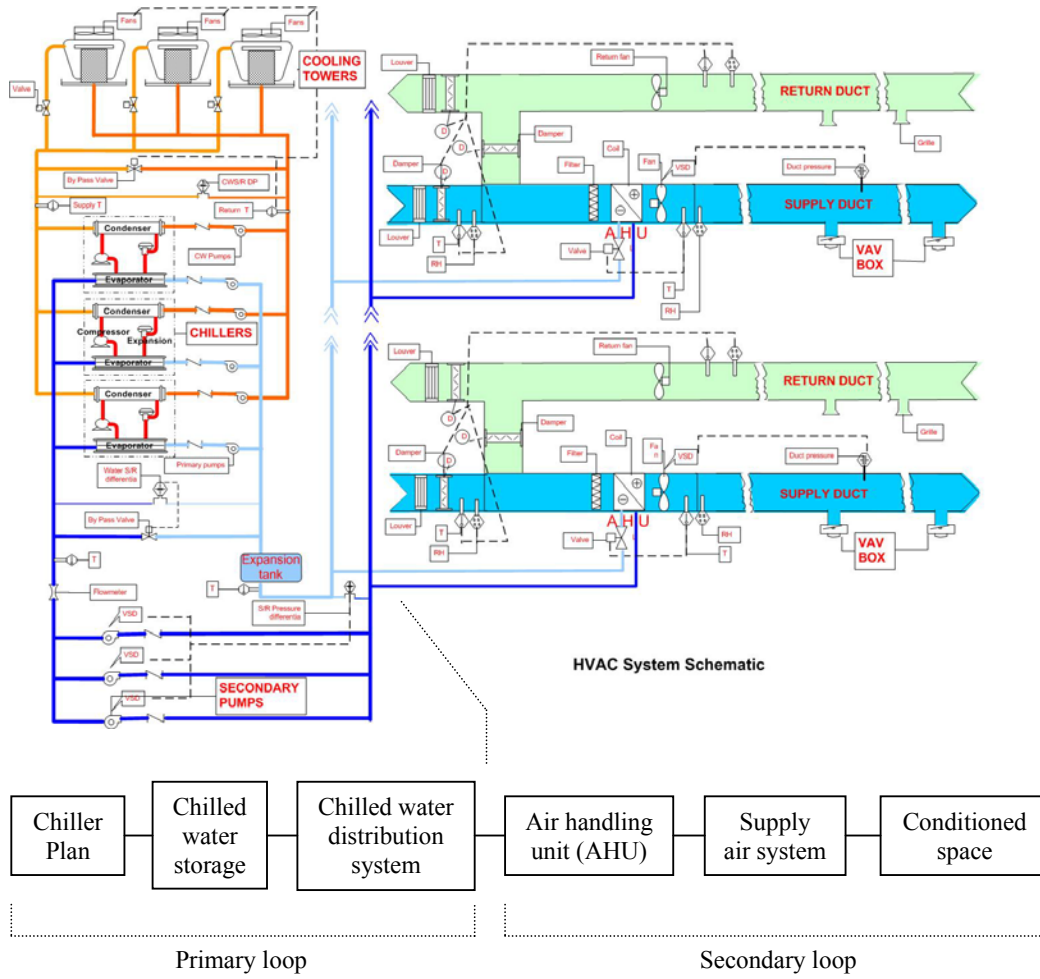 Fans
Fans
Fans
COOLING
TOWERS
Valve
By Pass Valve
CWS/R DP
Supply T
Return T
Condenser
CW Pumps
Evaporator
Condenser
Compressor
Expansion
CHILLERS
Evaporator
Condenser
Evaporator
Primary pumps
Water S/R
differentia
By Pass Valve
T
Flowmeter
Expansion
tank
T
S/R Pressure
differentia
VSD
VSD
VSD
SECONDARY
PUMPS
Louver
Return fan
RETURN DUCT
D
D
Damper
Grille
Damper
D
Filter
Coil
Fan
VSD
Duct pressure
SUPPLY DUCT
Louver
T
RH
A H U
Valve
T
RH
VAV
BOX
Louver
Return fan
RETURN DUCT
D
D
Damper
Grille
Damper
D
Filter
Coil
Fa
n
VSD
Duct pressure
SUPPLY DUCT
Louver
T
RH
A H U
Valve
RH
T
VAV
BOX
HVAC System Schematic
Chiller
Plan
Chilled
water
storage
Chilled water
distribution
system
Air handling
unit (AHU)
Supply
air system
Conditioned
space
Primary loop
Secondary loop